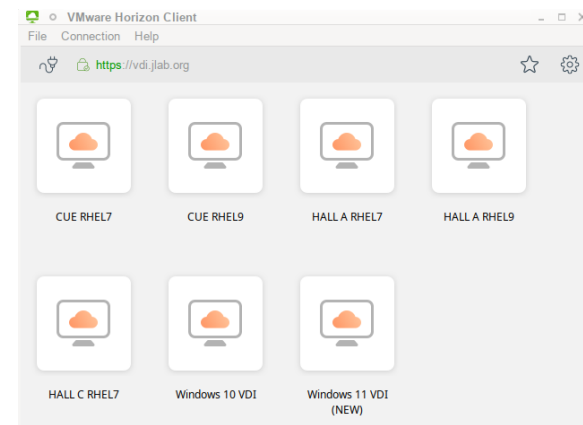 VMware Horizon Client
File Connection Help
https://vdi.jlab.org
CUE RHEL7 CUE RHEL9 HALL A RHEL7 HALL A RHEL9
HALL C RHEL7 Windows 10 VDI Windows 11 VDI
(NEW)